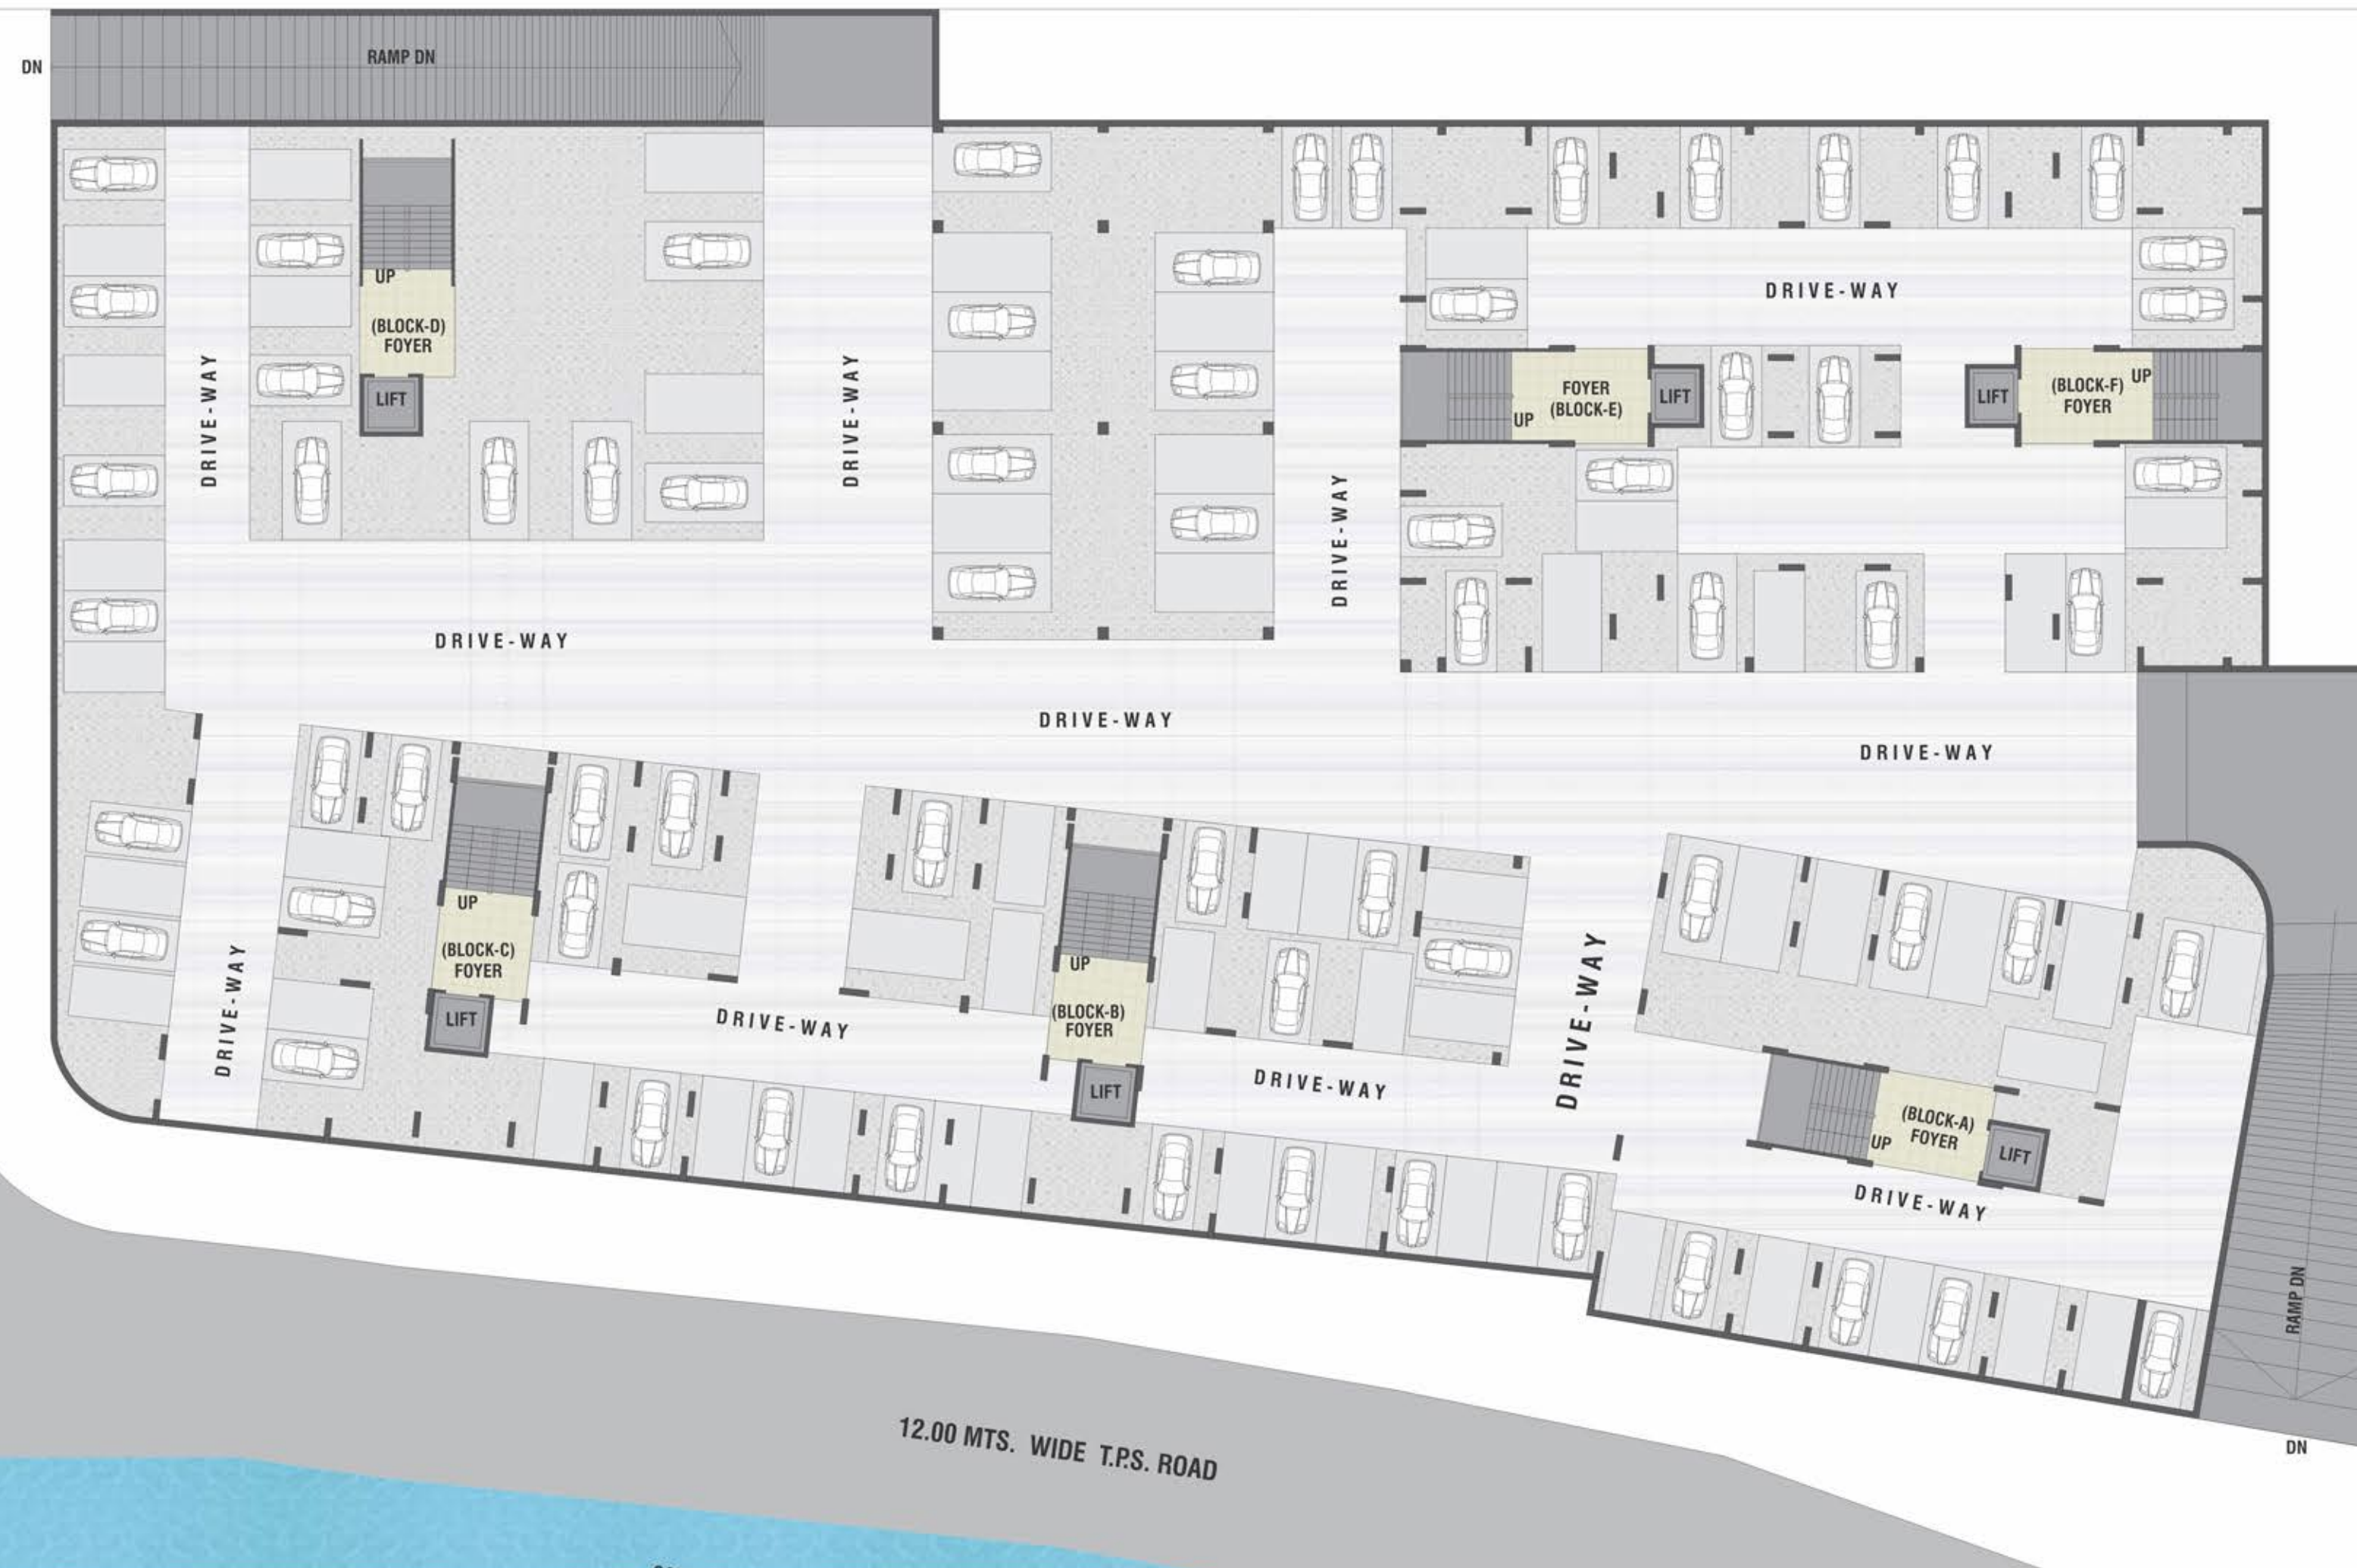 RAMP DN
DN
UP
(BLOCK-D)
FOYER
LIFT
DRIVE-WAY
DRIVE-WAY
DRIVE-WAY
DRIVE-WAY
DRIVE-WAY
FOYER
(BLOCK-E)
UP
LIFT
LIFT
(BLOCK-F)
FOYER
UP
DRIVE-WAY
DRIVE-WAY
UP
(BLOCK-C)
FOYER
LIFT
DRIVE-WAY
DRIVE-WAY
UP
(BLOCK-B)
FOYER
LIFT
DRIVE-WAY
DRIVE-WAY
(BLOCK-A)
FOYER
UP
LIFT
DRIVE-WAY
RAMP DN
DN
12.00 MTS. WIDE T.P.S. ROAD